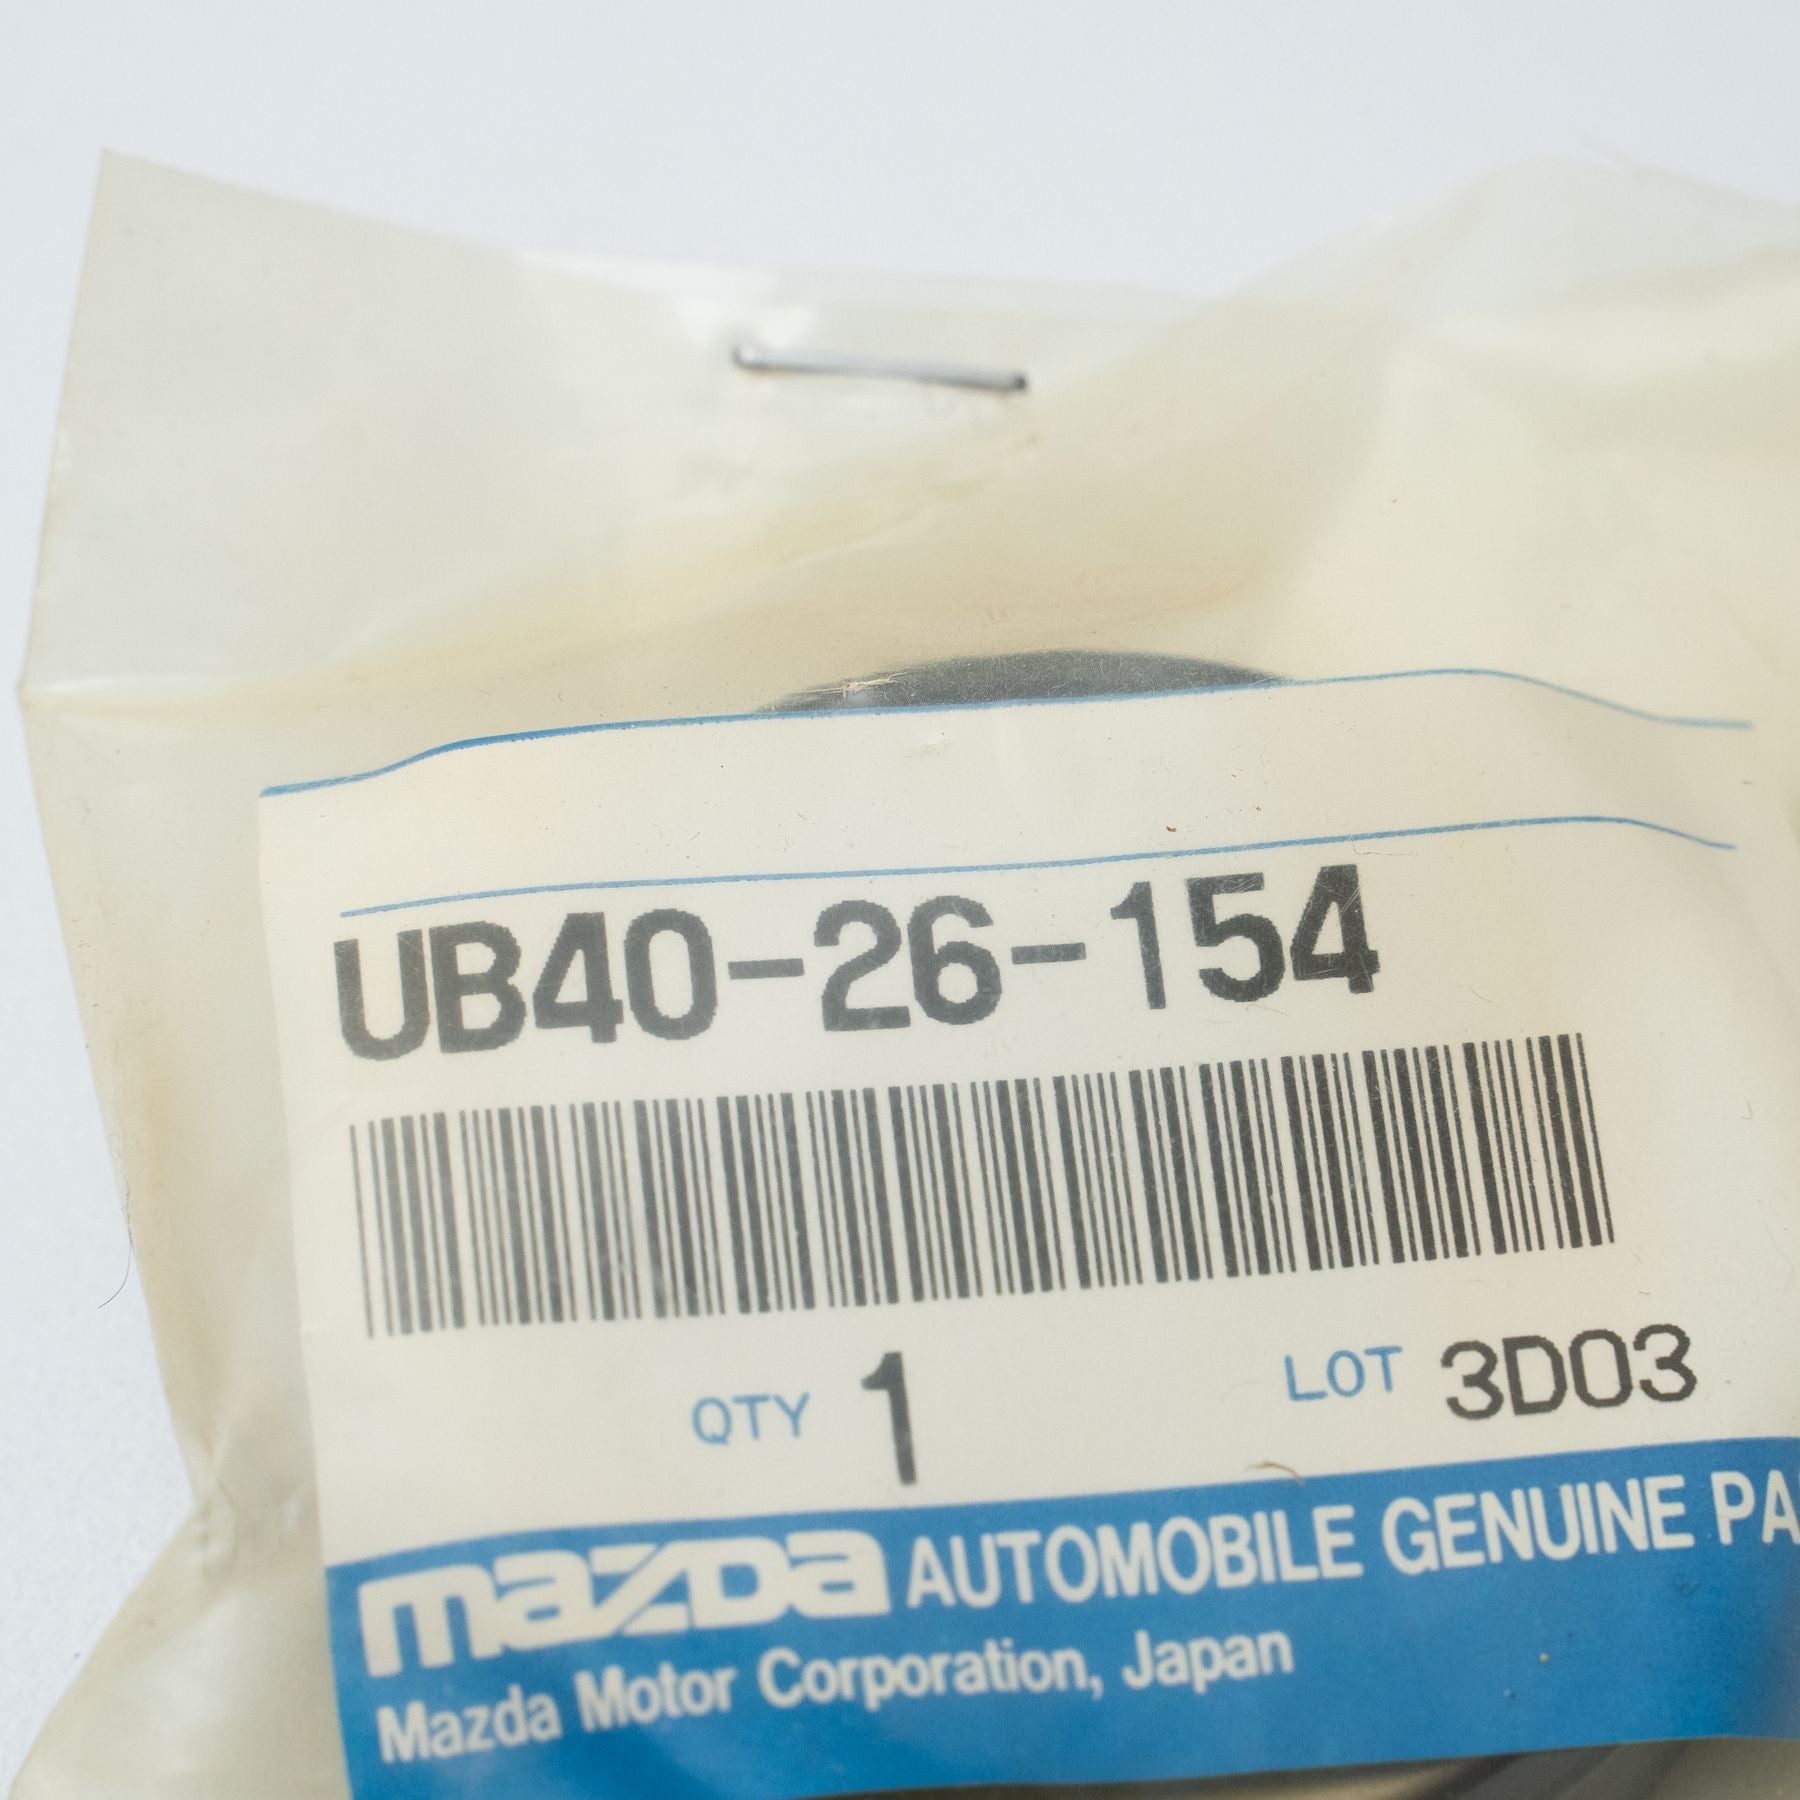 UB40-26-154
QTY 1 LOT 3D03
mazda AUTOMOBILE GENUINE PA
Mazda Motor Corporation, Japan